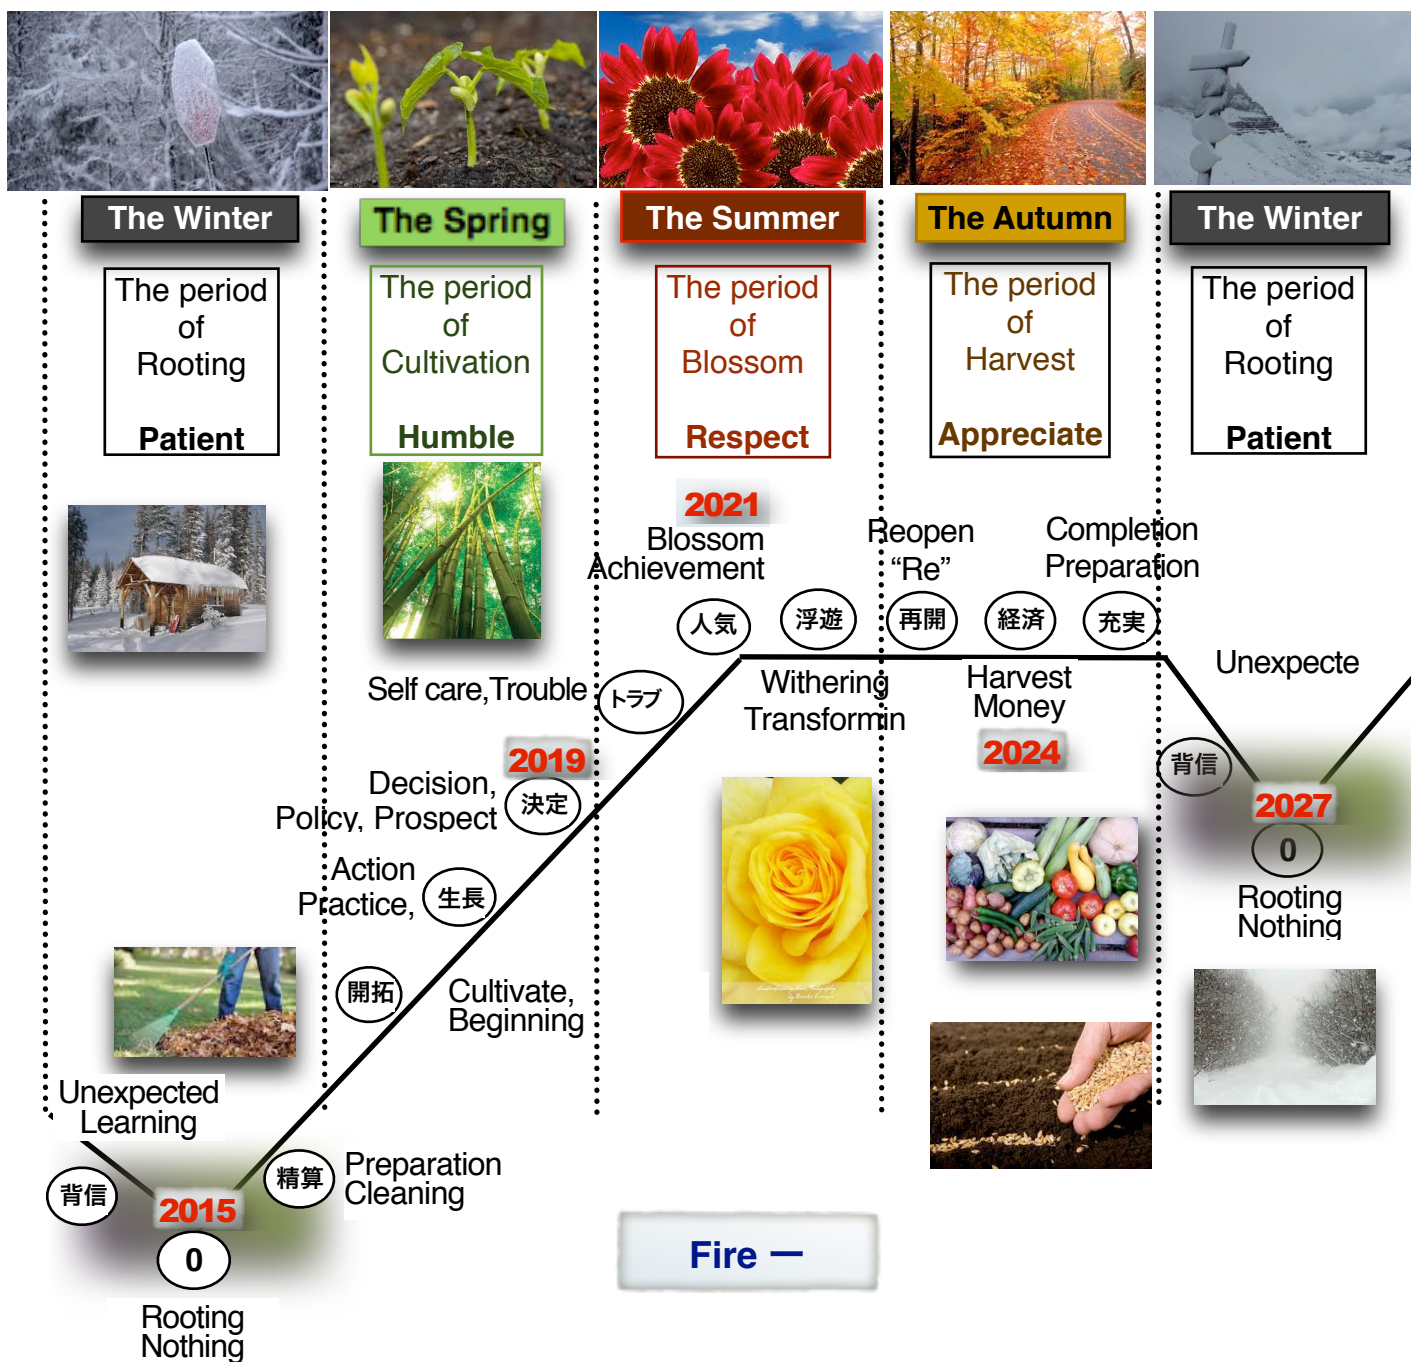 The Winter
The Spring
The Summer
The Autumn
The Winter
The period
of
Rooting
Patient
The period
of
Cultivation
Humble
The period
of
Blossom
Respect
The period
of
Harvest
Appreciate
The period
of
Rooting
Patient
2021
Blossom
Achievement
人気
浮遊
Withering
Transformin
Reopen
“Re”
再開
経済
Harvest
Money
2024
Completion
Preparation
充実
Unexpecte
背信
2027
0
Rooting
Nothing
Self care,Trouble
トラブ
2019
Decision,
Policy, Prospect
決定
Action
Practice,
生長
開拓
Cultivate,
Beginning
Unexpected
Learning
背信
2015
0
Rooting
Nothing
精算
Preparation
Cleaning
Fire 一